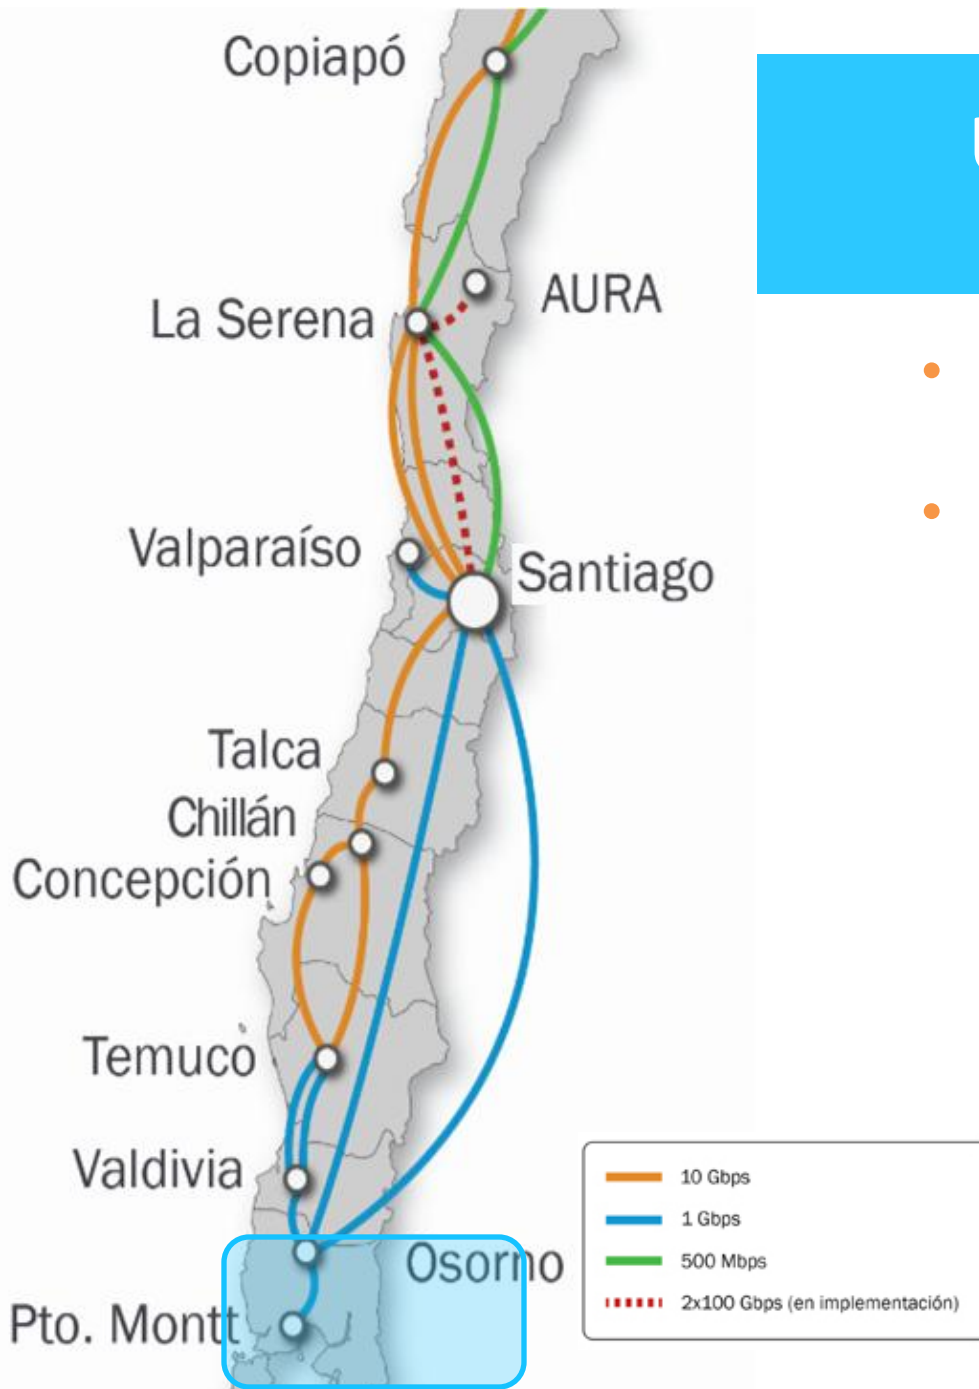 Copiapó
AURA
La Serena
Valparaíso
Santiago
Talca
Chillán
Concepción
Temuco
Valdivia
Osorno
Pto. Montt
10 Gbps
1 Gbps
500 Mbps
2x100 Gbps (en implementación)